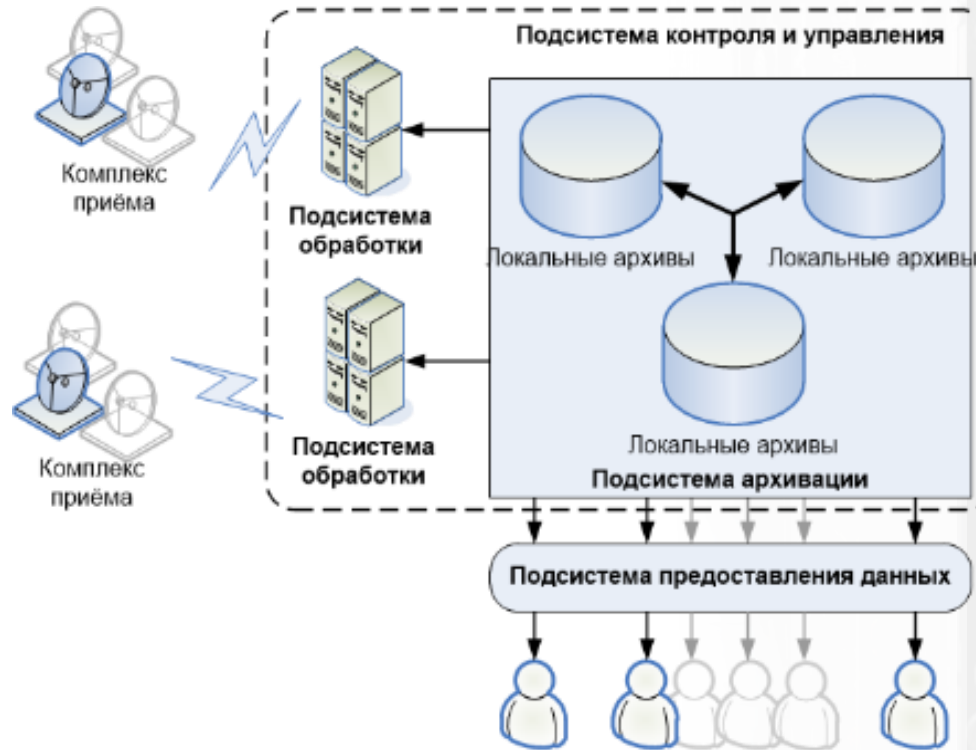 Подсистема контроля и управления
Комплекс
приёма
Подсистема
обработки
Локальные архивы
Локальные архивы
Комплекс
приёма
Подсистема
обработки
Локальные архивы
Подсистема архивации
Подсистема предоставления данных